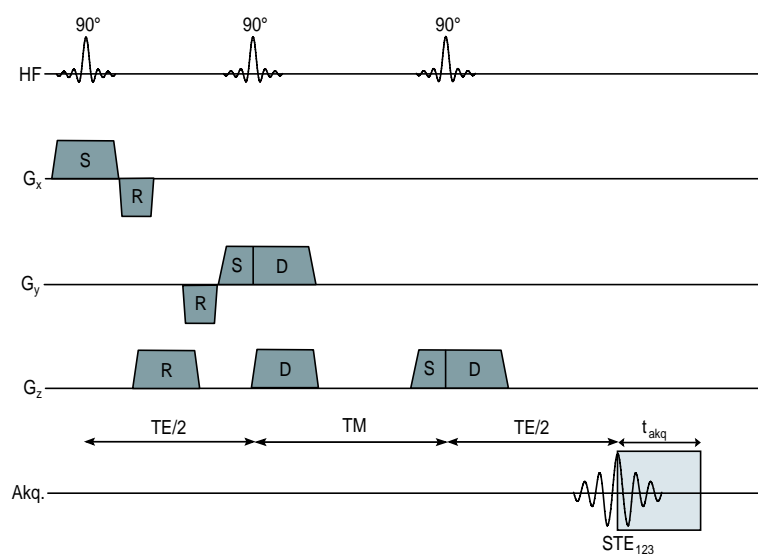 90° 90° 90°
HF
S
G_x
R
S D
G_y
R
R D S D
G_z
TE/2 TM TE/2 t_akq
Akq.
STE_123